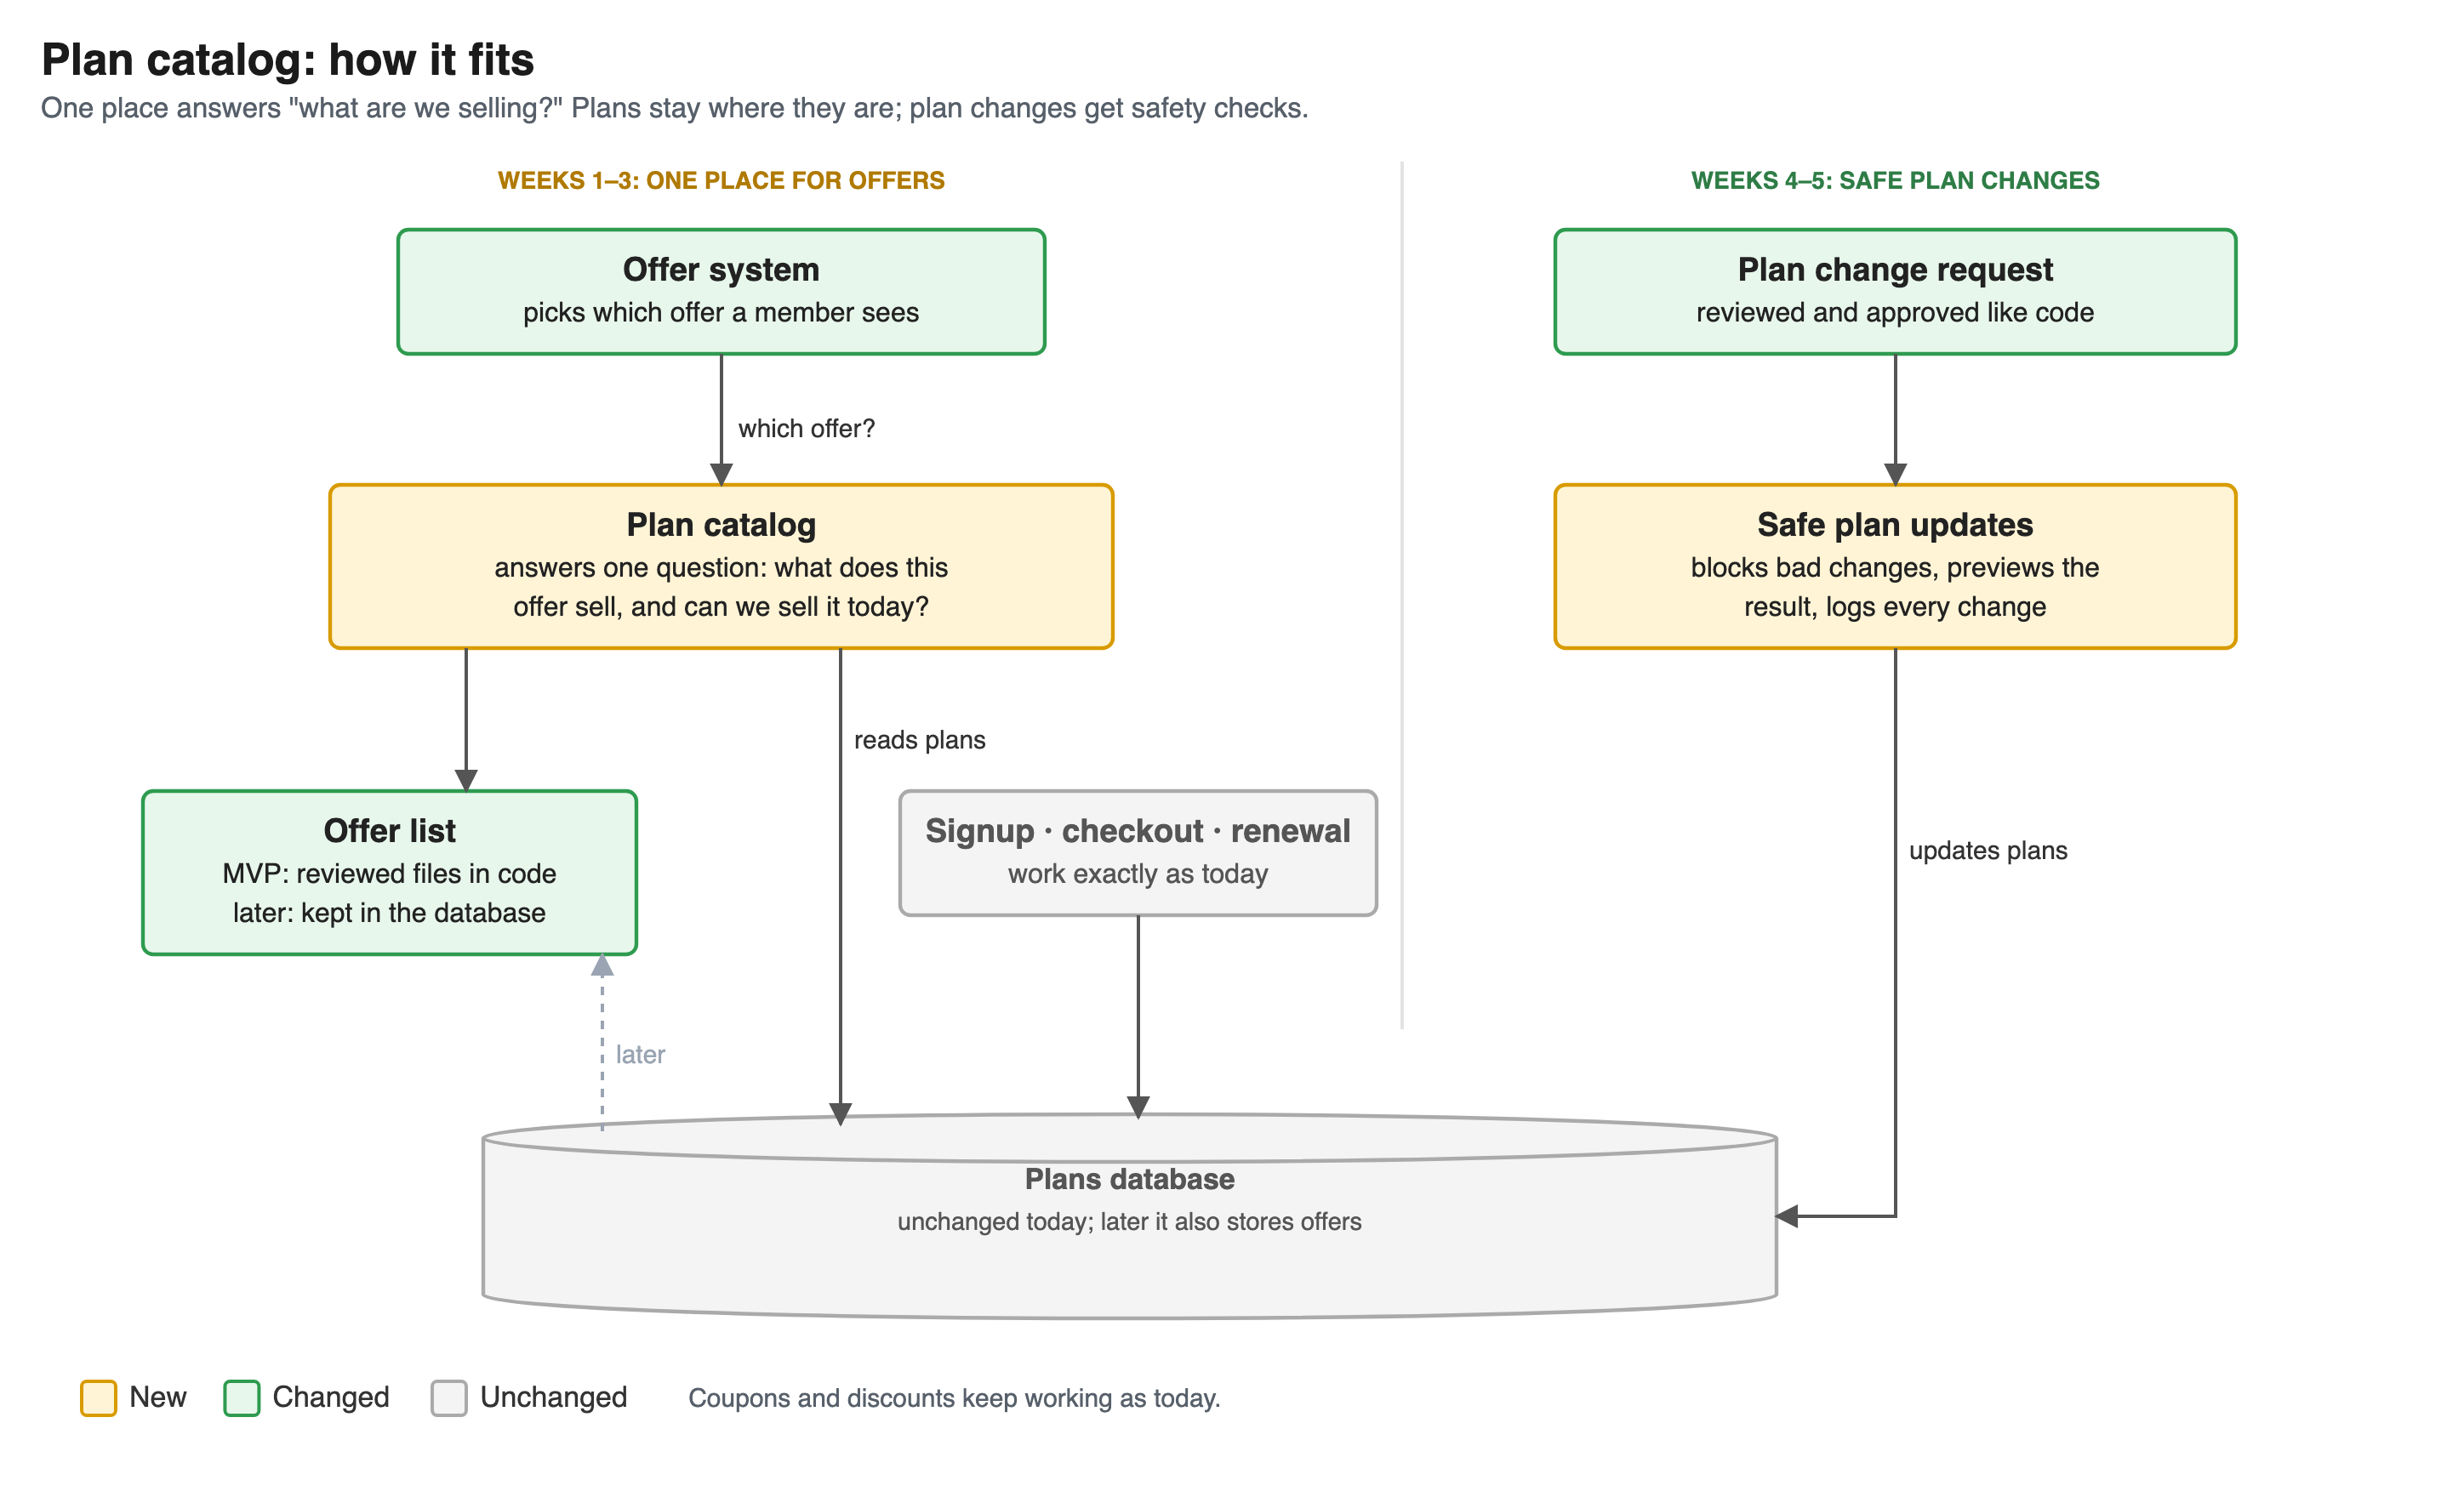 Plan catalog: how it fits
One place answers "what are we selling?" Plans stay where they are; plan changes get safety checks.
WEEKS 1–3: ONE PLACE FOR OFFERS
Offer system
picks which offer a member sees
which offer?
Plan catalog
answers one question: what does this
offer sell, and can we sell it today?
reads plans
Offer list
MVP: reviewed files in code
later: kept in the database
later
Signup · checkout · renewal
work exactly as today
WEEKS 4–5: SAFE PLAN CHANGES
Plan change request
reviewed and approved like code
Safe plan updates
blocks bad changes, previews the
result, logs every change
updates plans
Plans database
unchanged today; later it also stores offers
New
Changed
Unchanged
Coupons and discounts keep working as today.